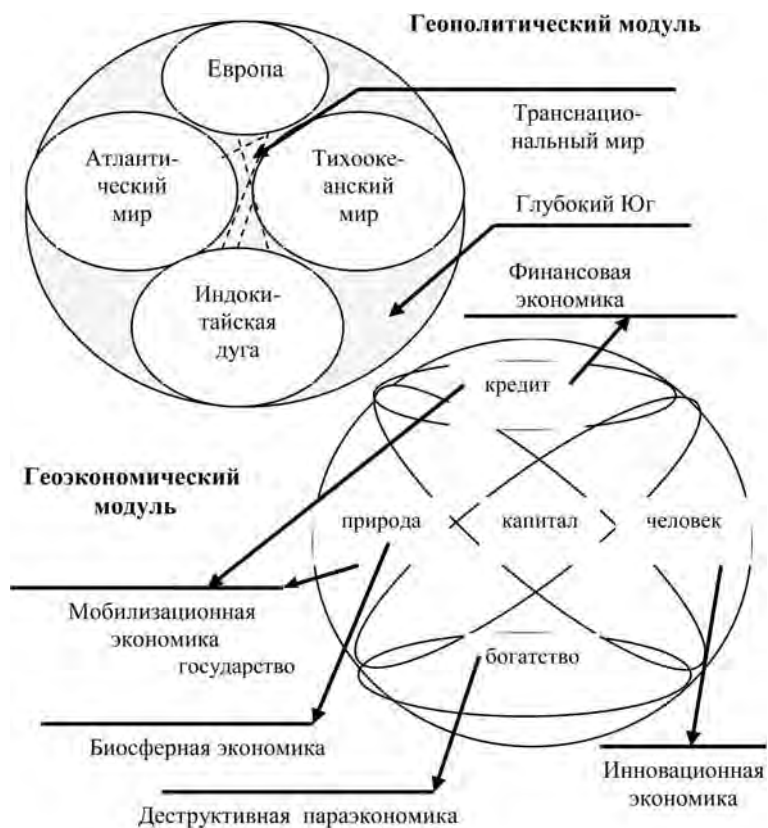 Геополитический модуль
Европа
Транснацио-
нальный мир
Атланти-
ческий
мир
Тихооке-
анский
мир
Глубокий Юг
Индоки-
тайская
дуга
Финансовая
экономика
кредит
Геоэкономический
модуль
природа
капитал
человек
Мобилизационная
экономика
государство
богатство
Биосферная экономика
Инновационная
экономика
Деструктивная параэкономика